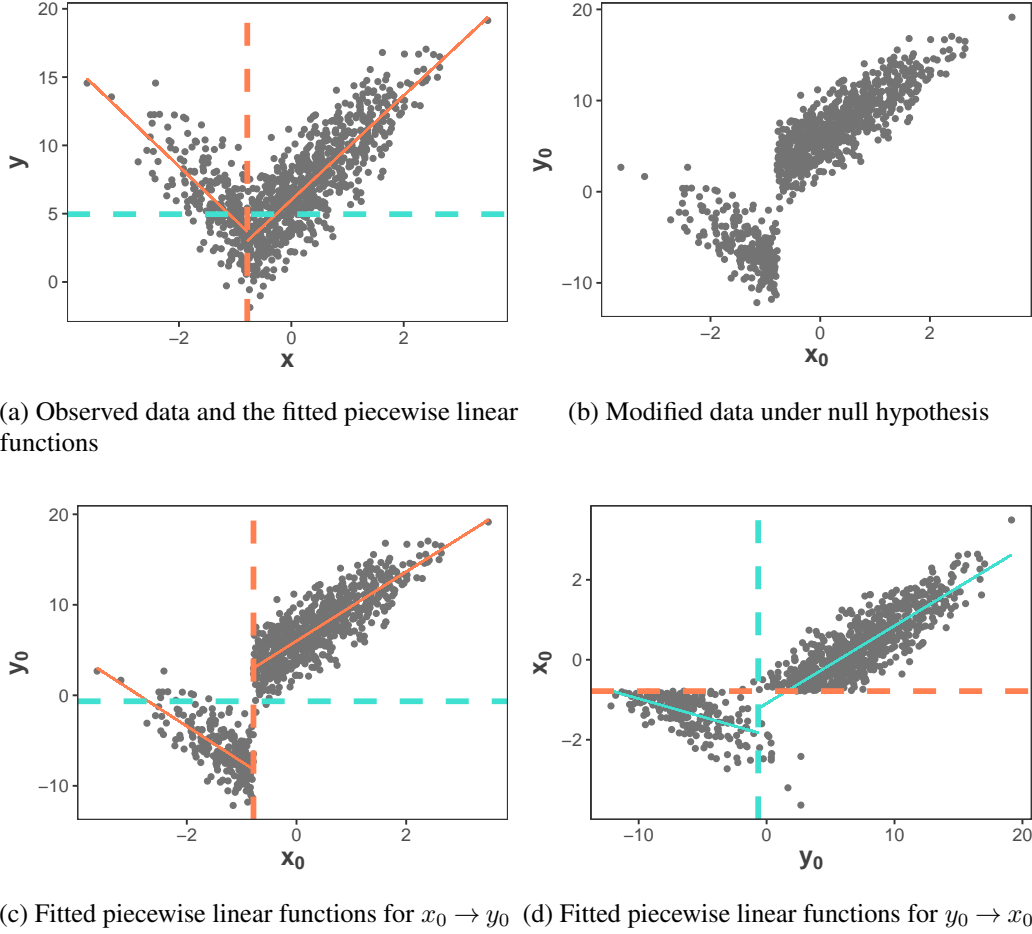 20
15
10
5
0
y
−2
0
2
x
20
10
0
−10
y0
−2
0
2
x0
(a) Observed data and the fitted piecewise linear
functions
(b) Modified data under null hypothesis
20
10
0
−10
y0
−2
0
2
x0
2
0
−2
x0
−10
0
10
20
y0
(c) Fitted piecewise linear functions for x0 → y0
(d) Fitted piecewise linear functions for y0 → x0